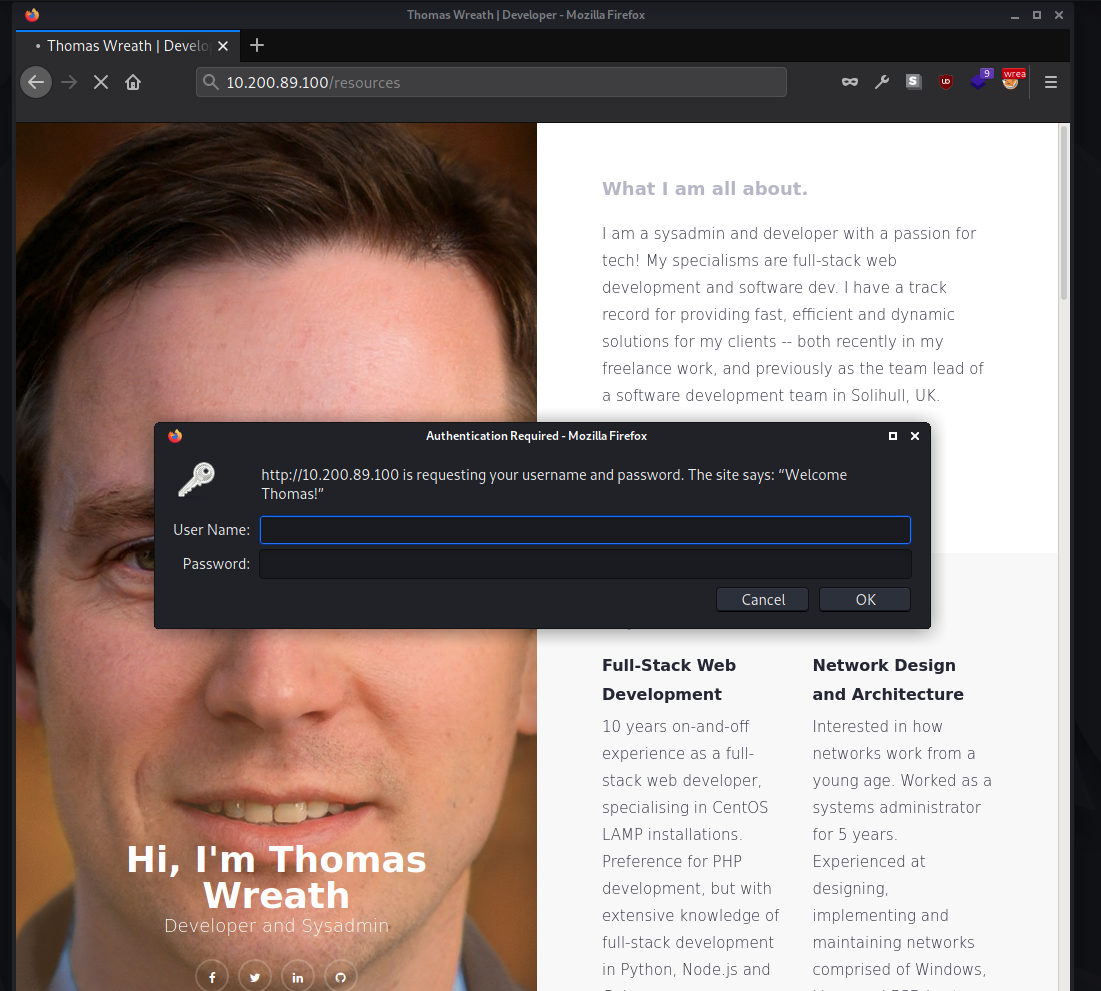 Thomas Wreath | Developer - Mozilla Firefox
Thomas Wreath | Develo
10.200.89.100/resources
S
UD
9
wrea
What I am all about.
I am a sysadmin and developer with a passion for
tech! My specialisms are full-stack web
development and software dev. I have a track
record for providing fast, efficient and dynamic
solutions for my clients -- both recently in my
freelance work, and previously as the team lead of
a software development team in Solihull, UK.
Authentication Required - Mozilla Firefox
http://10.200.89.100 is requesting your username and password. The site says: “Welcome
Thomas!”
User Name:
Password:
Cancel
OK
Full-Stack Web
Development
10 years on-and-off
experience as a full-
stack web developer,
specialising in CentOS
LAMP installations.
Preference for PHP
development, but with
extensive knowledge of
full-stack development
in Python, Node.js and
Network Design
and Architecture
Interested in how
networks work from a
young age. Worked as a
systems administrator
for 5 years.
Experienced at
designing,
implementing and
maintaining networks
comprised of Windows,
Hi, I'm Thomas
Wreath
Developer and Sysadmin